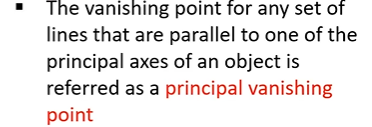 ▪ The vanishing point for any set of
lines that are parallel to one of the
principal axes of an object is
referred as a principal vanishing
point